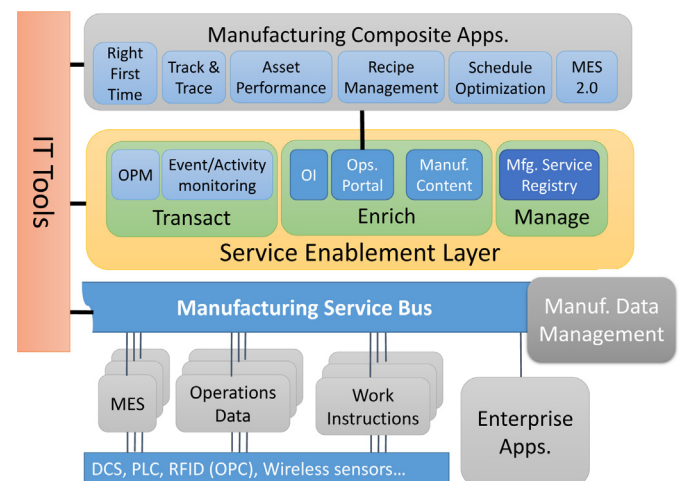 IT Tools
Manufacturing Composite Apps.
Right
First
Time
Track &
Trace
Asset
Performance
Recipe
Management
Schedule
Optimization
MES
2.0
OPM
Event/Activity
monitoring
Transact
OI
Ops.
Portal
Manuf.
Content
Enrich
Mfg. Service
Registry
Manage
Service Enablement Layer
Manufacturing Service Bus
Manuf. Data
Management
MES
Operations
Data
Work
Instructions
Enterprise
Apps.
DCS, PLC, RFID (OPC), Wireless sensors...